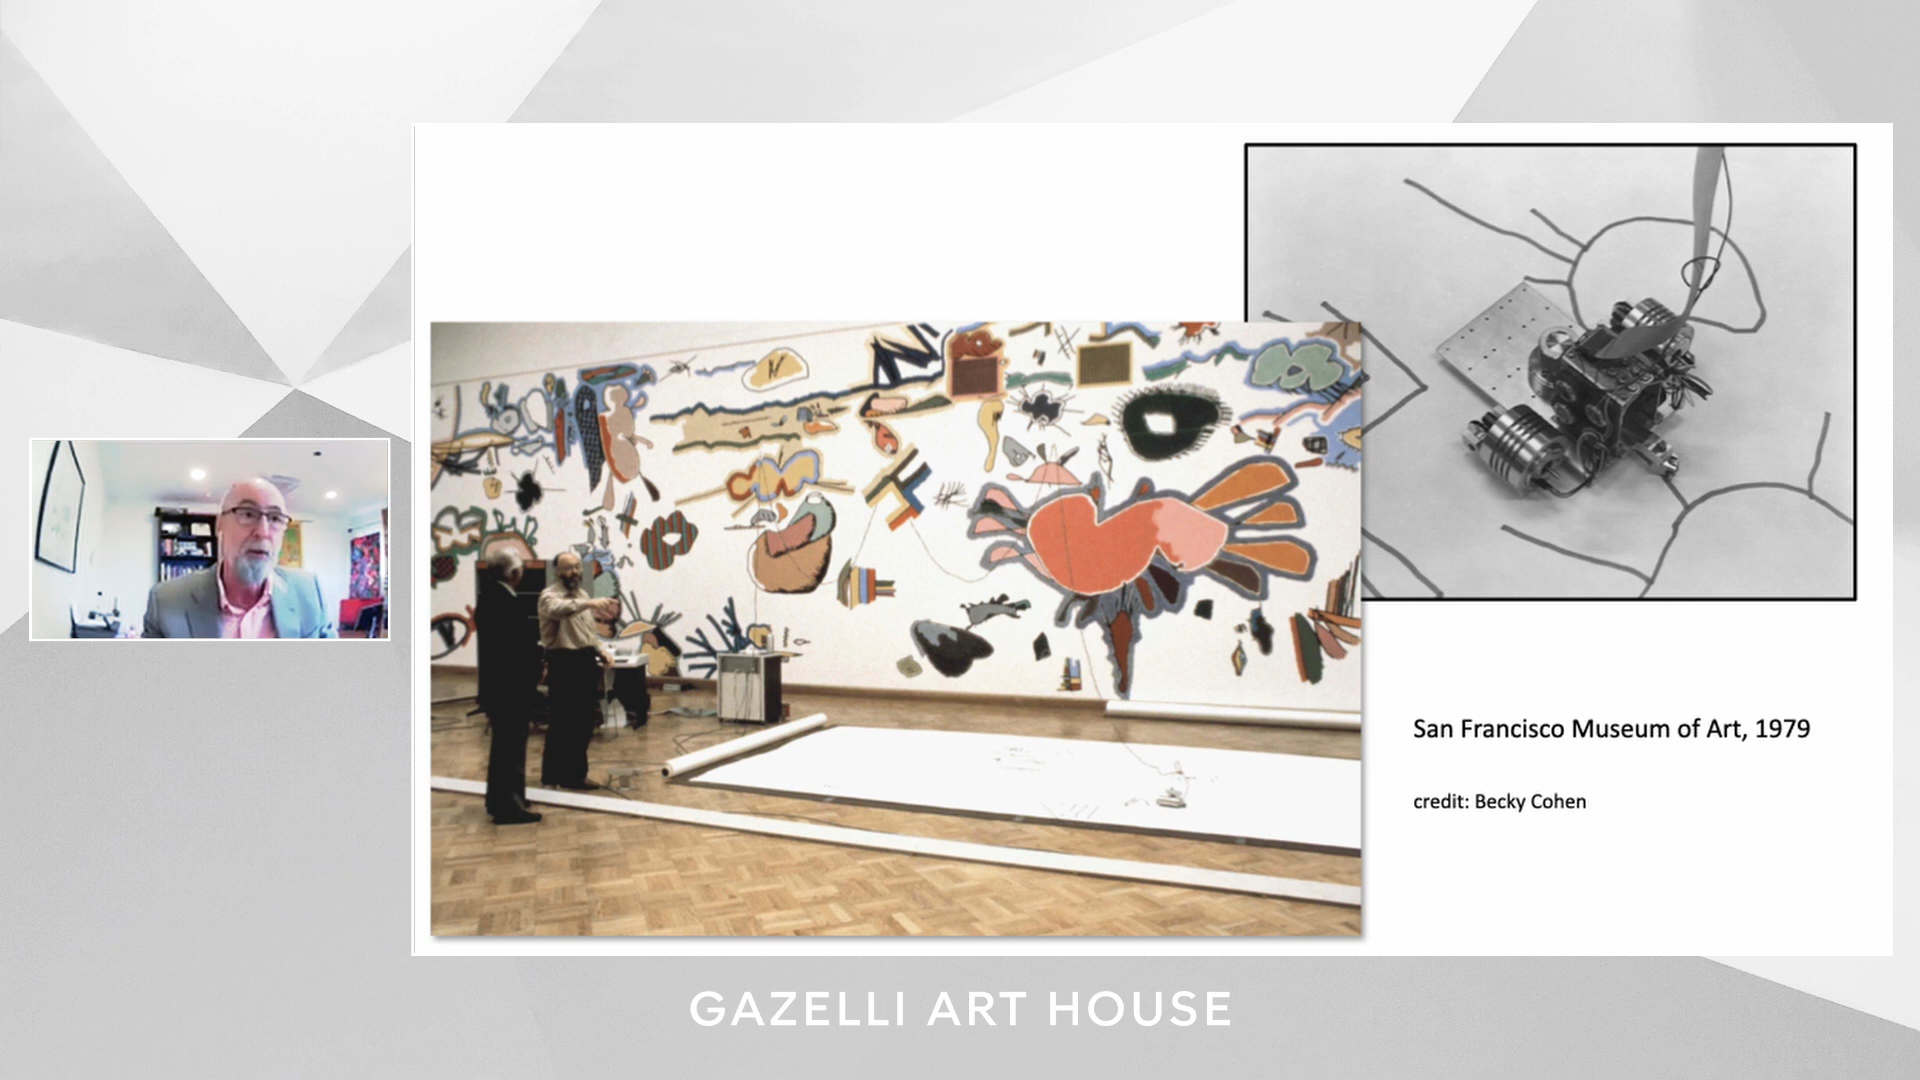 San Francisco Museum of Art, 1979
credit: Becky Cohen
GAZELLI ART HOUSE